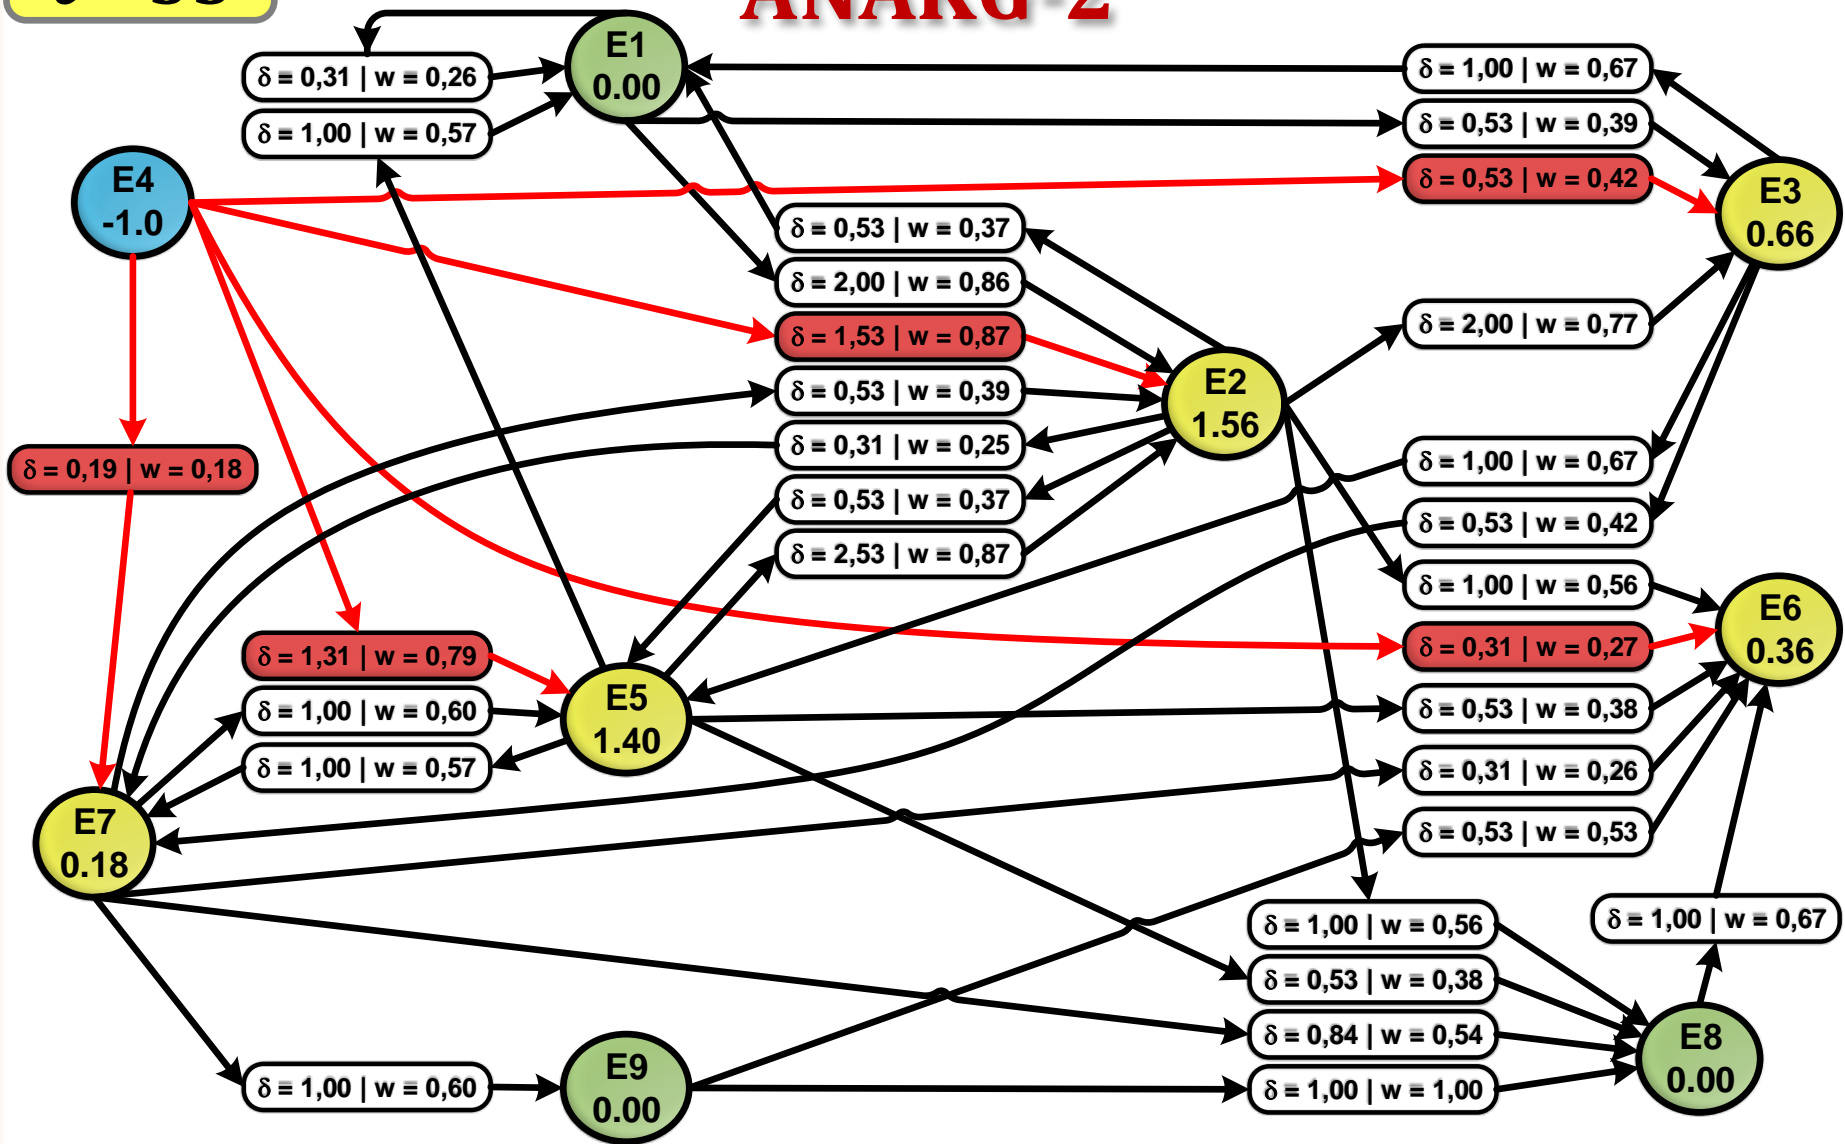 ANAKG-2
E1
0.00
δ = 0,31 | w = 0,26
δ = 1,00 | w = 0,57
δ = 1,00 | w = 0,67
δ = 0,53 | w = 0,39
δ = 0,53 | w = 0,42
E4
-1.0
E3
0.66
δ = 0,53 | w = 0,37
δ = 2,00 | w = 0,86
δ = 1,53 | w = 0,87
δ = 0,53 | w = 0,39
δ = 0,31 | w = 0,25
δ = 0,53 | w = 0,37
δ = 2,53 | w = 0,87
E2
1.56
δ = 2,00 | w = 0,77
δ = 1,00 | w = 0,67
δ = 0,53 | w = 0,42
δ = 1,00 | w = 0,56
δ = 0,31 | w = 0,27
δ = 0,53 | w = 0,38
δ = 0,31 | w = 0,26
δ = 0,53 | w = 0,53
E6
0.36
δ = 0,19 | w = 0,18
δ = 1,31 | w = 0,79
δ = 1,00 | w = 0,60
δ = 1,00 | w = 0,57
E5
1.40
E7
0.18
δ = 1,00 | w = 0,67
δ = 1,00 | w = 0,56
δ = 0,53 | w = 0,38
δ = 0,84 | w = 0,54
δ = 1,00 | w = 1,00
E8
0.00
δ = 1,00 | w = 0,60
E9
0.00